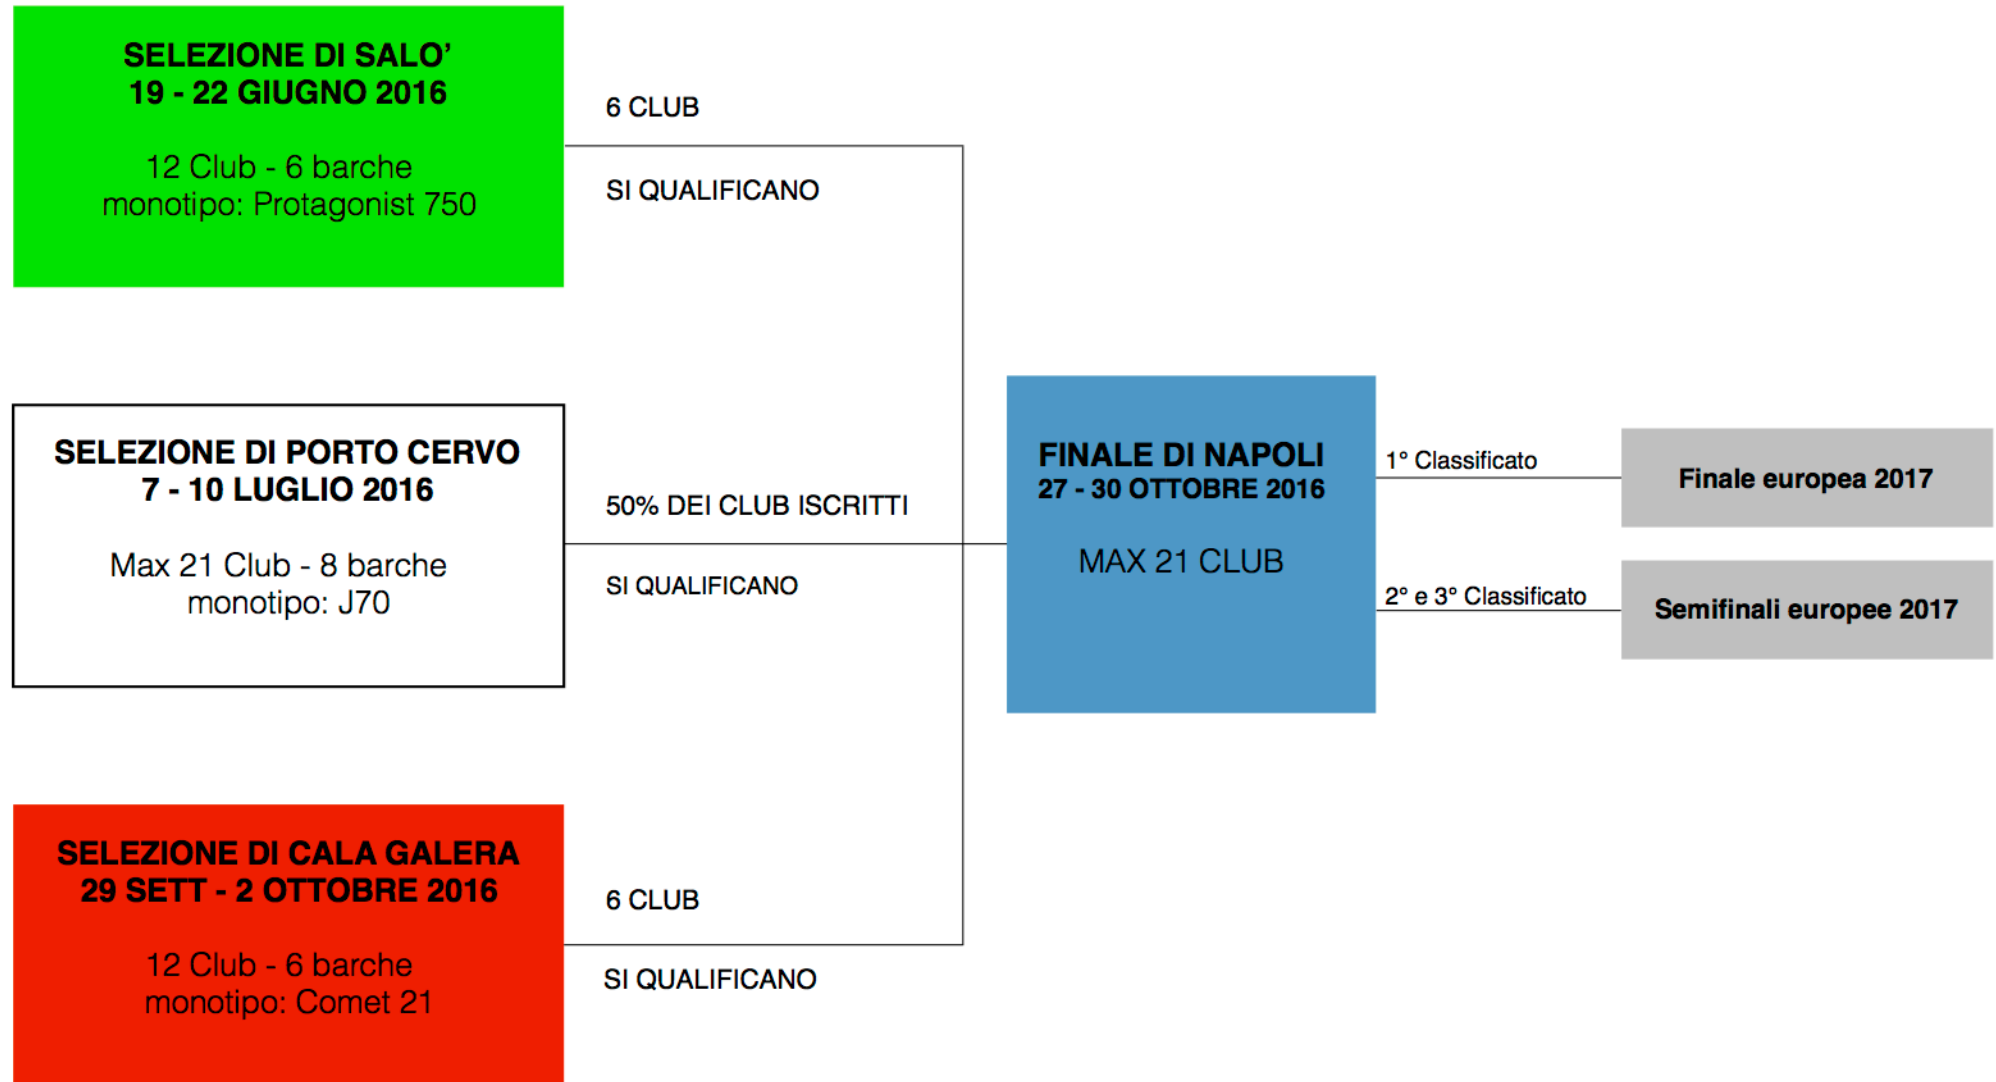 SELEZIONE DI SALO’
19 - 22 GIUGNO 2016
12 Club - 6 barche
monotipo: Protagonist 750
6 CLUB
SI QUALIFICANO
SELEZIONE DI PORTO CERVO
7 - 10 LUGLIO 2016
Max 21 Club - 8 barche
monotipo: J70
50% DEI CLUB ISCRITTI
SI QUALIFICANO
SELEZIONE DI CALA GALERA
29 SETT - 2 OTTOBRE 2016
12 Club - 6 barche
monotipo: Comet 21
6 CLUB
SI QUALIFICANO
FINALE DI NAPOLI
27 - 30 OTTOBRE 2016
MAX 21 CLUB
1° Classificato
Finale europea 2017
2° e 3° Classificato
Semifinali europee 2017